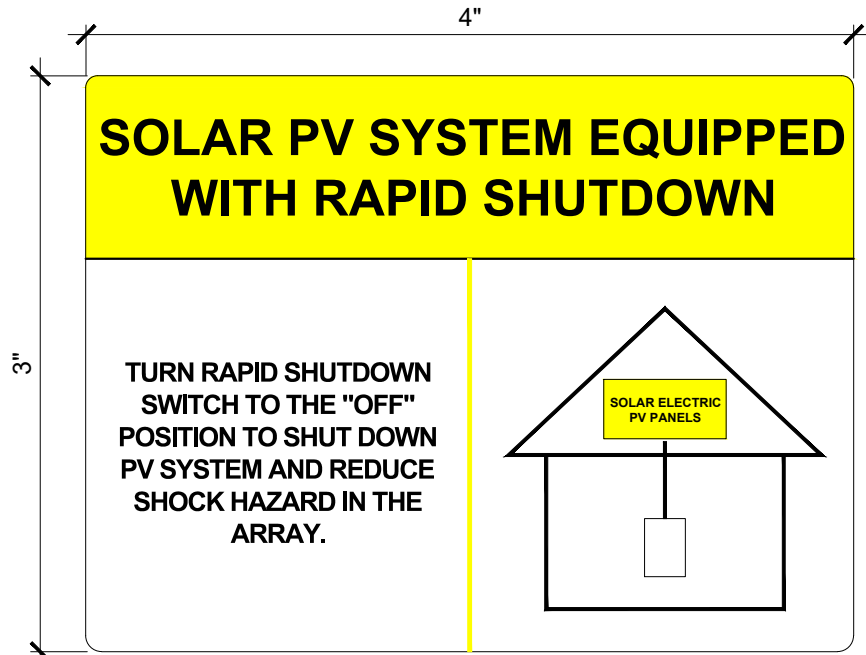 4"
3"
SOLAR PV SYSTEM EQUIPPED
WITH RAPID SHUTDOWN
TURN RAPID SHUTDOWN
SWITCH TO THE "OFF"
POSITION TO SHUT DOWN
PV SYSTEM AND REDUCE
SHOCK HAZARD IN THE
ARRAY.
SOLAR ELECTRIC
PV PANELS